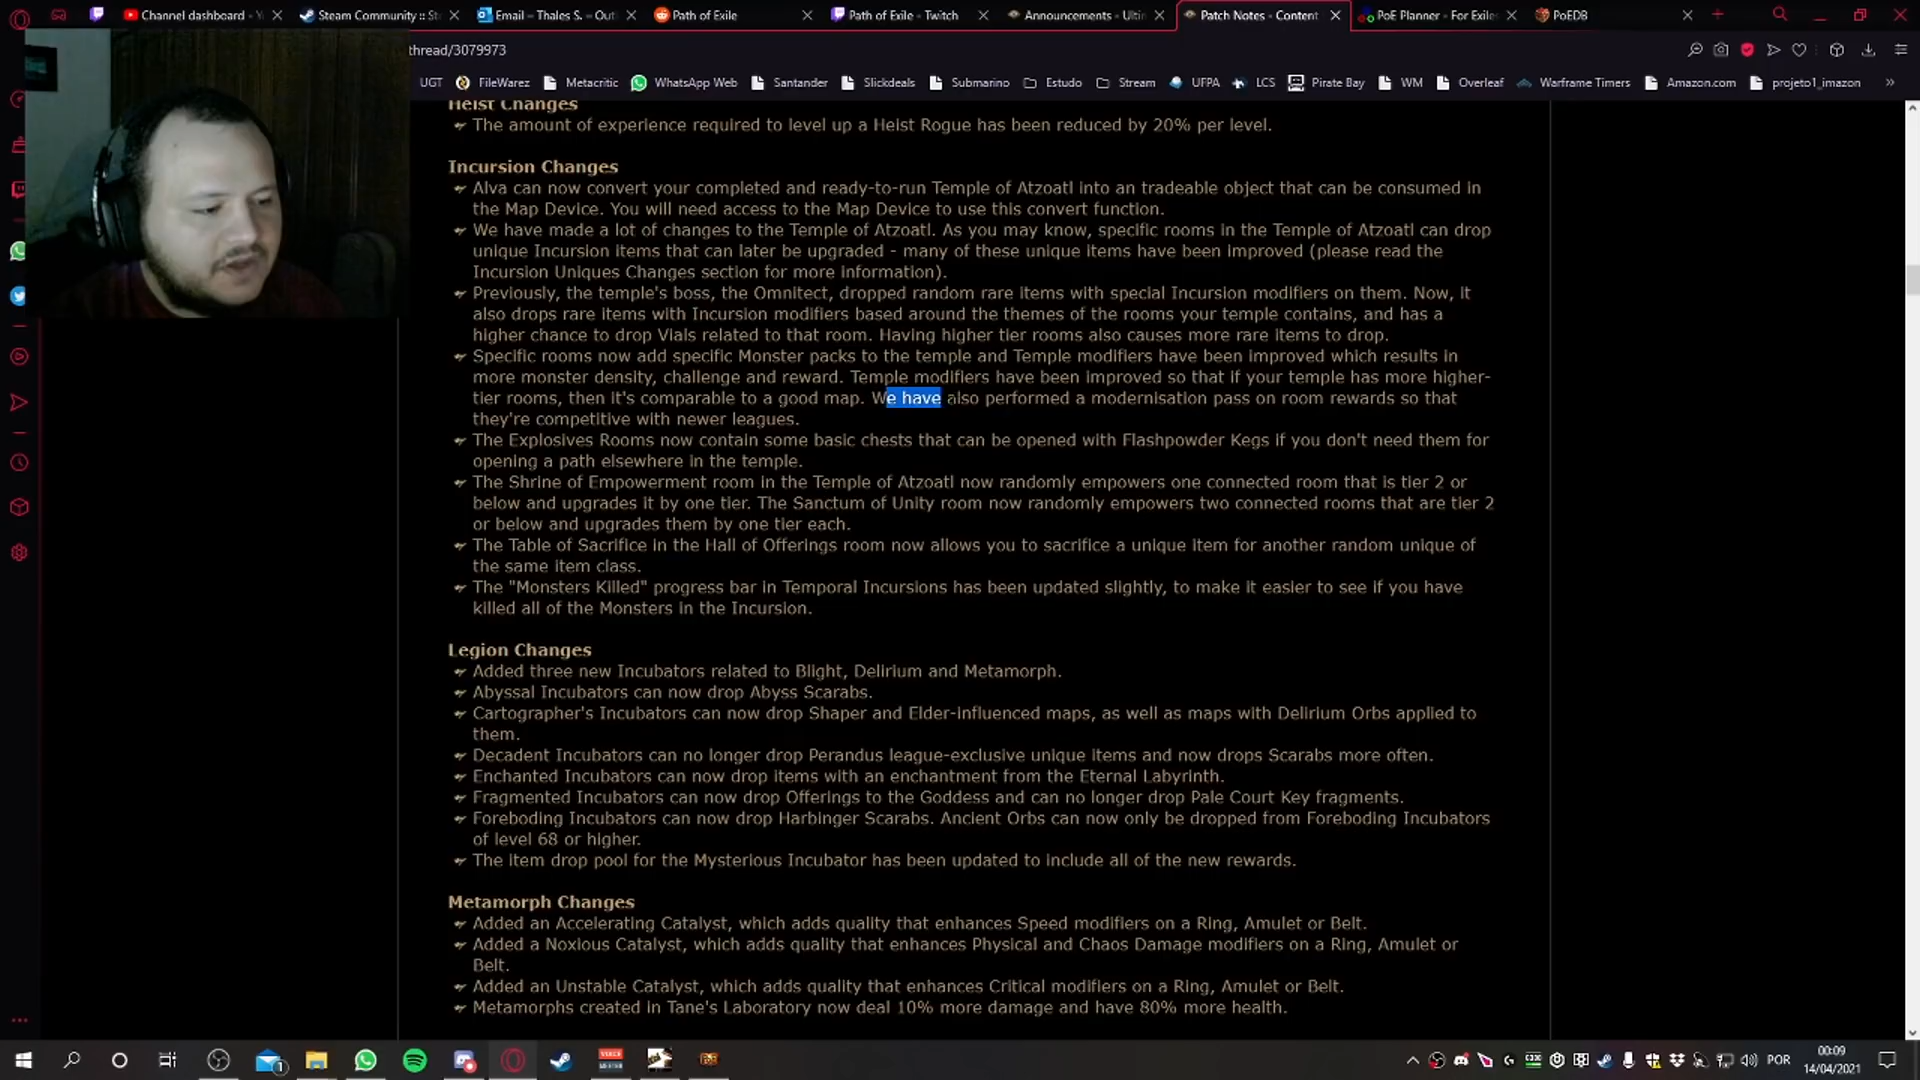 Channel dashboard - Y
Steam Community :: St
Email – Thales S. – Out
Path of Exile
Path of Exile - Twitch
Announcements - Ultin
Patch Notes - Content
PoE Planner - For Exiles
PoEDB
thread/3079973
UGT
FileWarez
Metacritic
WhatsApp Web
Santander
Slickdeals
Submarino
Estudo
Stream
UFPA
LCS
Pirate Bay
WM
Overleaf
Warframe Timers
Amazon.com
projeto1_imazon
Heist Changes
The amount of experience required to level up a Heist Rogue has been reduced by 20% per level.
Incursion Changes
Alva can now convert your completed and ready-to-run Temple of Atzoatl into an tradeable object that can be consumed in
the Map Device. You will need access to the Map Device to use this convert function.
We have made a lot of changes to the Temple of Atzoatl. As you may know, specific rooms in the Temple of Atzoatl can drop
unique Incursion items that can later be upgraded - many of these unique items have been improved (please read the
Incursion Uniques Changes section for more information).
Previously, the temple's boss, the Omnitect, dropped random rare items with special Incursion modifiers on them. Now, it
also drops rare items with Incursion modifiers based around the themes of the rooms your temple contains, and has a
higher chance to drop Vials related to that room. Having higher tier rooms also causes more rare items to drop.
Specific rooms now add specific Monster packs to the temple and Temple modifiers have been improved which results in
more monster density, challenge and reward. Temple modifiers have been improved so that if your temple has more higher-
tier rooms, then it's comparable to a good map. We have also performed a modernisation pass on room rewards so that
they're competitive with newer leagues.
The Explosives Rooms now contain some basic chests that can be opened with Flashpowder Kegs if you don't need them for
opening a path elsewhere in the temple.
The Shrine of Empowerment room in the Temple of Atzoatl now randomly empowers one connected room that is tier 2 or
below and upgrades it by one tier. The Sanctum of Unity room now randomly empowers two connected rooms that are tier 2
or below and upgrades them by one tier each.
The Table of Sacrifice in the Hall of Offerings room now allows you to sacrifice a unique item for another random unique of
the same item class.
The "Monsters Killed" progress bar in Temporal Incursions has been updated slightly, to make it easier to see if you have
killed all of the Monsters in the Incursion.
Legion Changes
Added three new Incubators related to Blight, Delirium and Metamorph.
Abyssal Incubators can now drop Abyss Scarabs.
Cartographer's Incubators can now drop Shaper and Elder-influenced maps, as well as maps with Delirium Orbs applied to
them.
Decadent Incubators can no longer drop Perandus league-exclusive unique items and now drops Scarabs more often.
Enchanted Incubators can now drop items with an enchantment from the Eternal Labyrinth.
Fragmented Incubators can now drop Offerings to the Goddess and can no longer drop Pale Court Key fragments.
Foreboding Incubators can now drop Harbinger Scarabs. Ancient Orbs can now only be dropped from Foreboding Incubators
of level 68 or higher.
The item drop pool for the Mysterious Incubator has been updated to include all of the new rewards.
Metamorph Changes
Added an Accelerating Catalyst, which adds quality that enhances Speed modifiers on a Ring, Amulet or Belt.
Added a Noxious Catalyst, which adds quality that enhances Physical and Chaos Damage modifiers on a Ring, Amulet or
Belt.
Added an Unstable Catalyst, which adds quality that enhances Critical modifiers on a Ring, Amulet or Belt.
Metamorphs created in Tane's Laboratory now deal 10% more damage and have 80% more health.
POR
00:09
14/04/2021